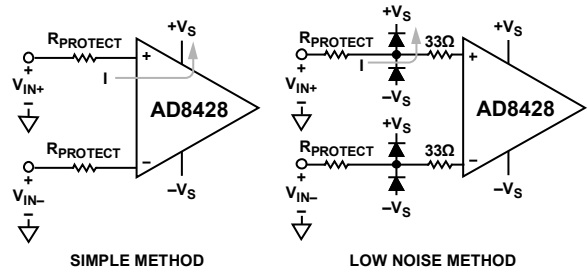 +VS
RPROTECT
+
I
VIN+
+
–
AD8428
RPROTECT
–
+
VIN–
–
–VS
SIMPLE METHOD
+VS
RPROTECT
33Ω
+
I
+
VIN+
–
–VS
+VS
AD8428
+VS
RPROTECT
33Ω
–
+
VIN–
–
–VS
–VS
LOW NOISE METHOD